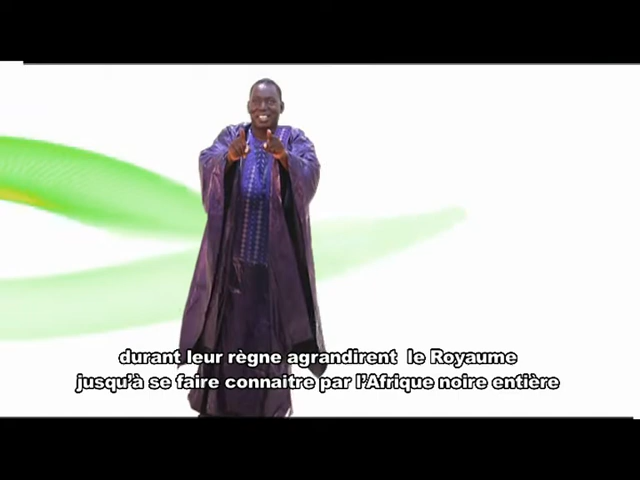 durant leur règne agrandirent le Royaume
jusqu'à se faire connaitre par l'Afrique noire entière